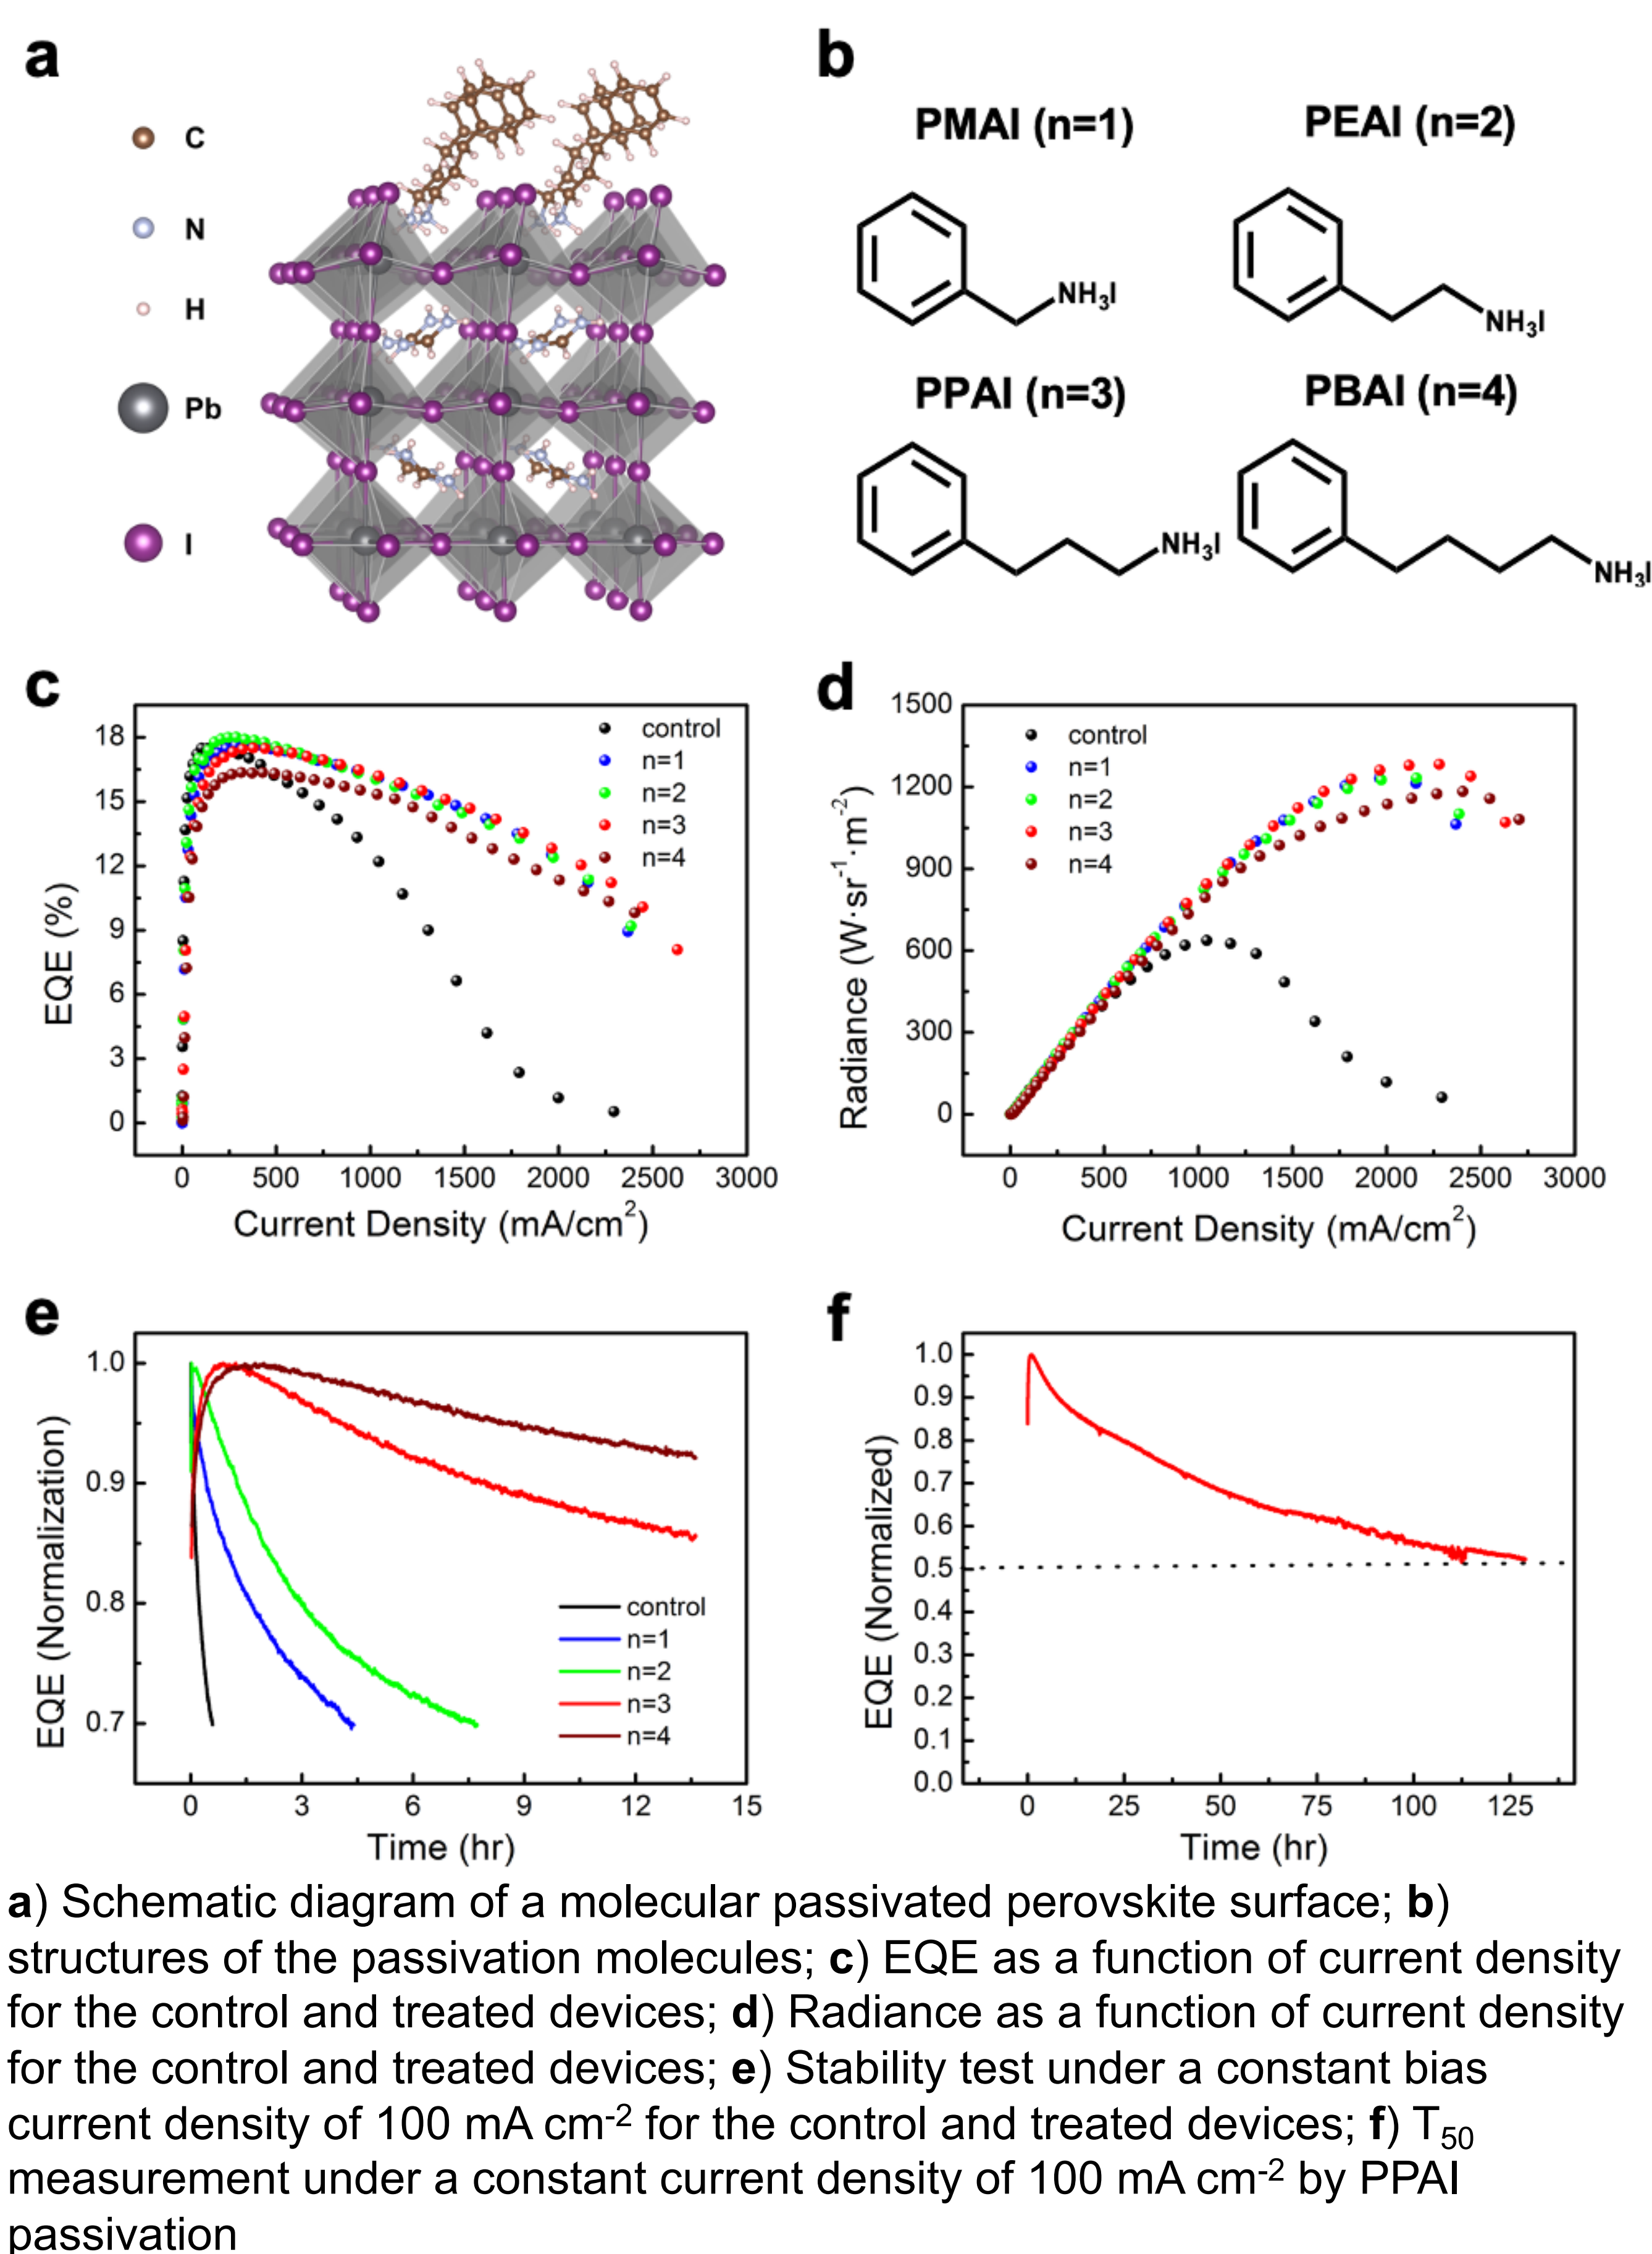 a
C
N
H
Pb
I
b
PMAI (n=1)
PEAI (n=2)
NH3I
NH3I
PPAI (n=3)
PBAI (n=4)
NH3I
NH3I
c
EQE (%)
18
15
12
9
6
3
0
control
n=1
n=2
n=3
n=4
0 500 1000 1500 2000 2500 3000
Current Density (mA/cm²)
d
Radiance (W·sr⁻¹·m⁻²)
1500
1200
900
600
300
0
control
n=1
n=2
n=3
n=4
0 500 1000 1500 2000 2500 3000
Current Density (mA/cm²)
e
EQE (Normalization)
1.0
0.9
0.8
0.7
control
n=1
n=2
n=3
n=4
0 3 6 9 12 15
Time (hr)
f
EQE (Normalized)
1.0
0.9
0.8
0.7
0.6
0.5
0.4
0.3
0.2
0.1
0.0
0 25 50 75 100 125
Time (hr)
a) Schematic diagram of a molecular passivated perovskite surface; b)
structures of the passivation molecules; c) EQE as a function of current density
for the control and treated devices; d) Radiance as a function of current density
for the control and treated devices; e) Stability test under a constant bias
current density of 100 mA cm-2 for the control and treated devices; f) T50
measurement under a constant current density of 100 mA cm-2 by PPAI
passivation